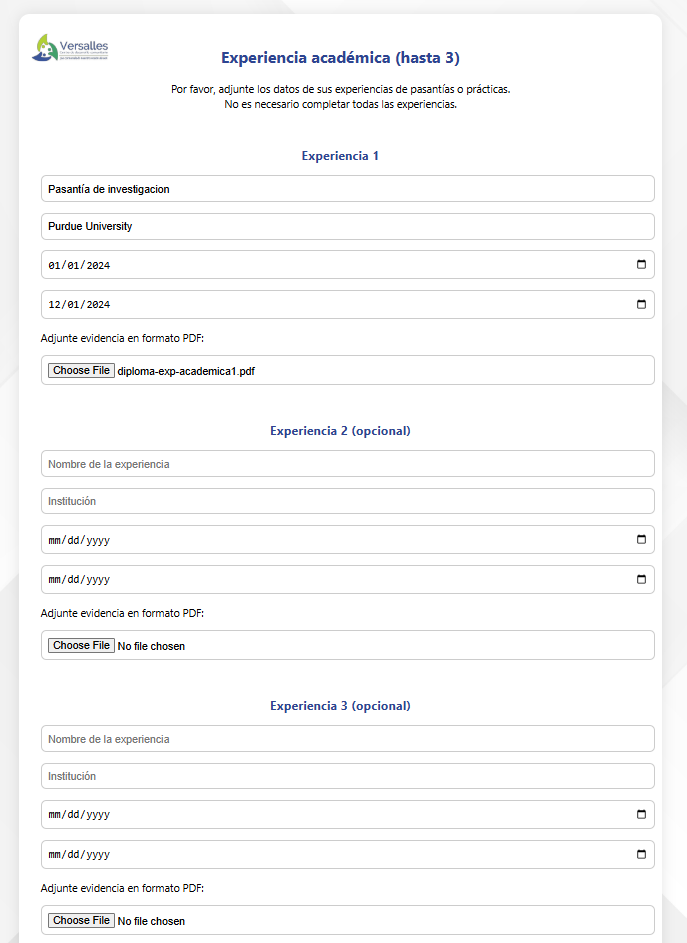 Versalles
Experiencia académica (hasta 3)
Por favor, adjunte los datos de sus experiencias de pasantías o prácticas.
No es necesario completar todas las experiencias.
Experiencia 1
Pasantía de investigacion
Purdue University
01/01/2024
12/01/2024
Adjunte evidencia en formato PDF:
Choose File diploma-exp-academica1.pdf
Experiencia 2 (opcional)
Nombre de la experiencia
Institución
mm/dd/yyyy
mm/dd/yyyy
Adjunte evidencia en formato PDF:
Choose File No file chosen
Experiencia 3 (opcional)
Nombre de la experiencia
Institución
mm/dd/yyyy
mm/dd/yyyy
Adjunte evidencia en formato PDF:
Choose File No file chosen